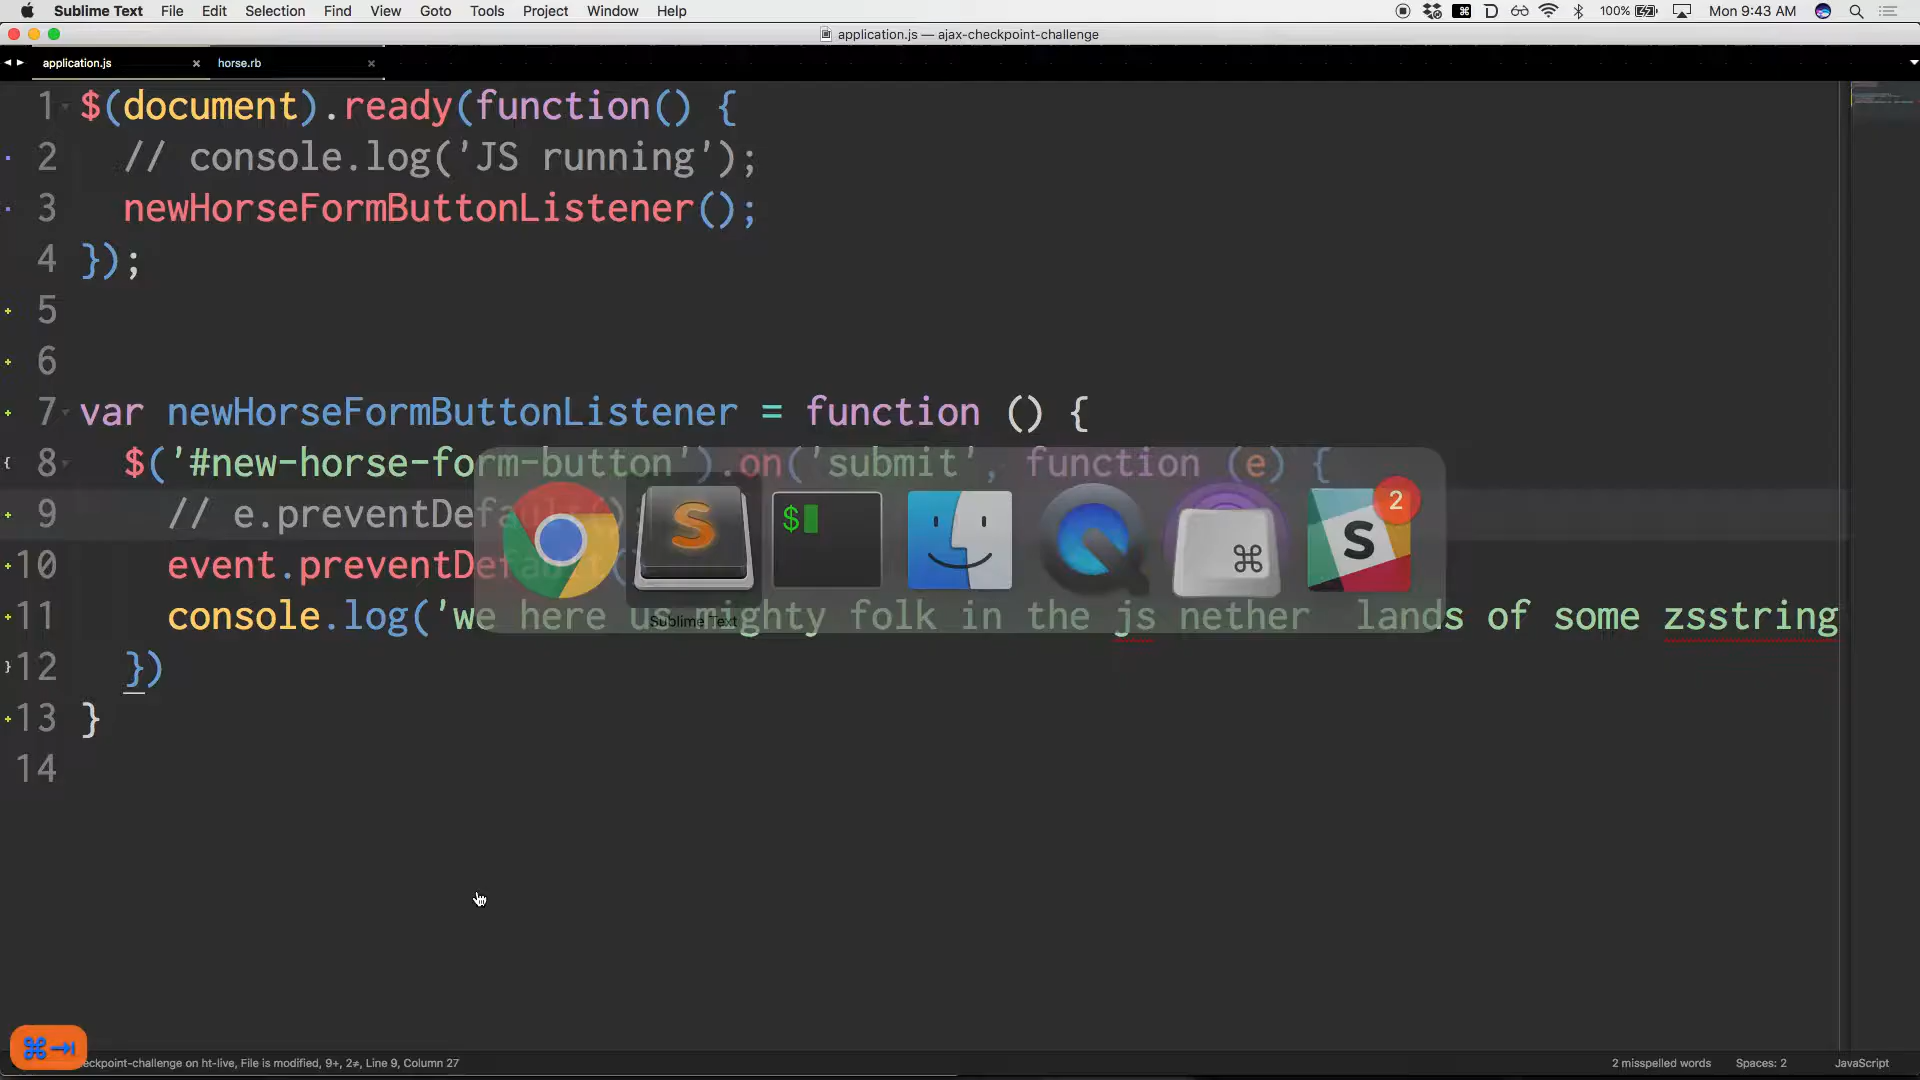 Sublime Text File Edit Selection Find View Goto Tools Project Window Help 100% Mon 9:43 AM
application.js — ajax-checkpoint-challenge
application.js horse.rb
1 $(document).ready(function() {
2 // console.log('JS running');
3 newHorseFormButtonListener();
4 });
5
6
7 var newHorseFormButtonListener = function () {
8 $('#new-horse-form-button').on('submit', function (e) {
9 // e.preventDefault();
10 event.preventDefault(
11 console.log('we here us mighty folk in the js nether  lands of some zsstring
12 })
13 }
14
$ S 2
Sublime Text
⌘⇥ eckpoint-challenge on ht-live, File is modified, 9+, 2≠, Line 9, Column 27 2 misspelled words Spaces: 2 JavaScript